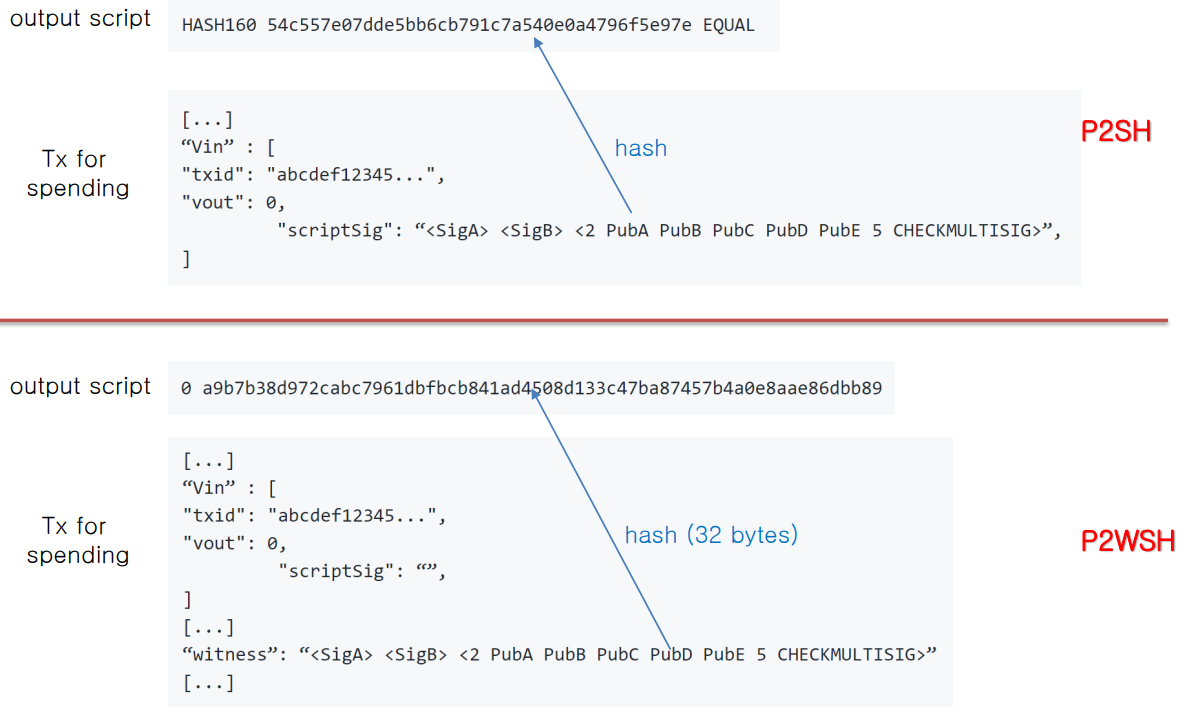 output script
HASH160 54c557e07dde5bb6cb791c7a540e0a4796f5e97e EQUAL
Tx for
spending
[...]
“Vin” : [
"txid": "abcdef12345...",
"vout": 0,
"scriptSig": “<SigA> <SigB> <2 PubA PubB PubC PubD PubE 5 CHECKMULTISIG>”,
]
hash
P2SH
output script
0 a9b7b38d972cabc7961dbfbcb841ad4508d133c47ba87457b4a0e8aae86dbb89
Tx for
spending
[...]
“Vin” : [
"txid": "abcdef12345...",
"vout": 0,
"scriptSig": “”,
]
[...]
“witness”: “<SigA> <SigB> <2 PubA PubB PubC PubD PubE 5 CHECKMULTISIG>”
[...]
hash (32 bytes)
P2WSH